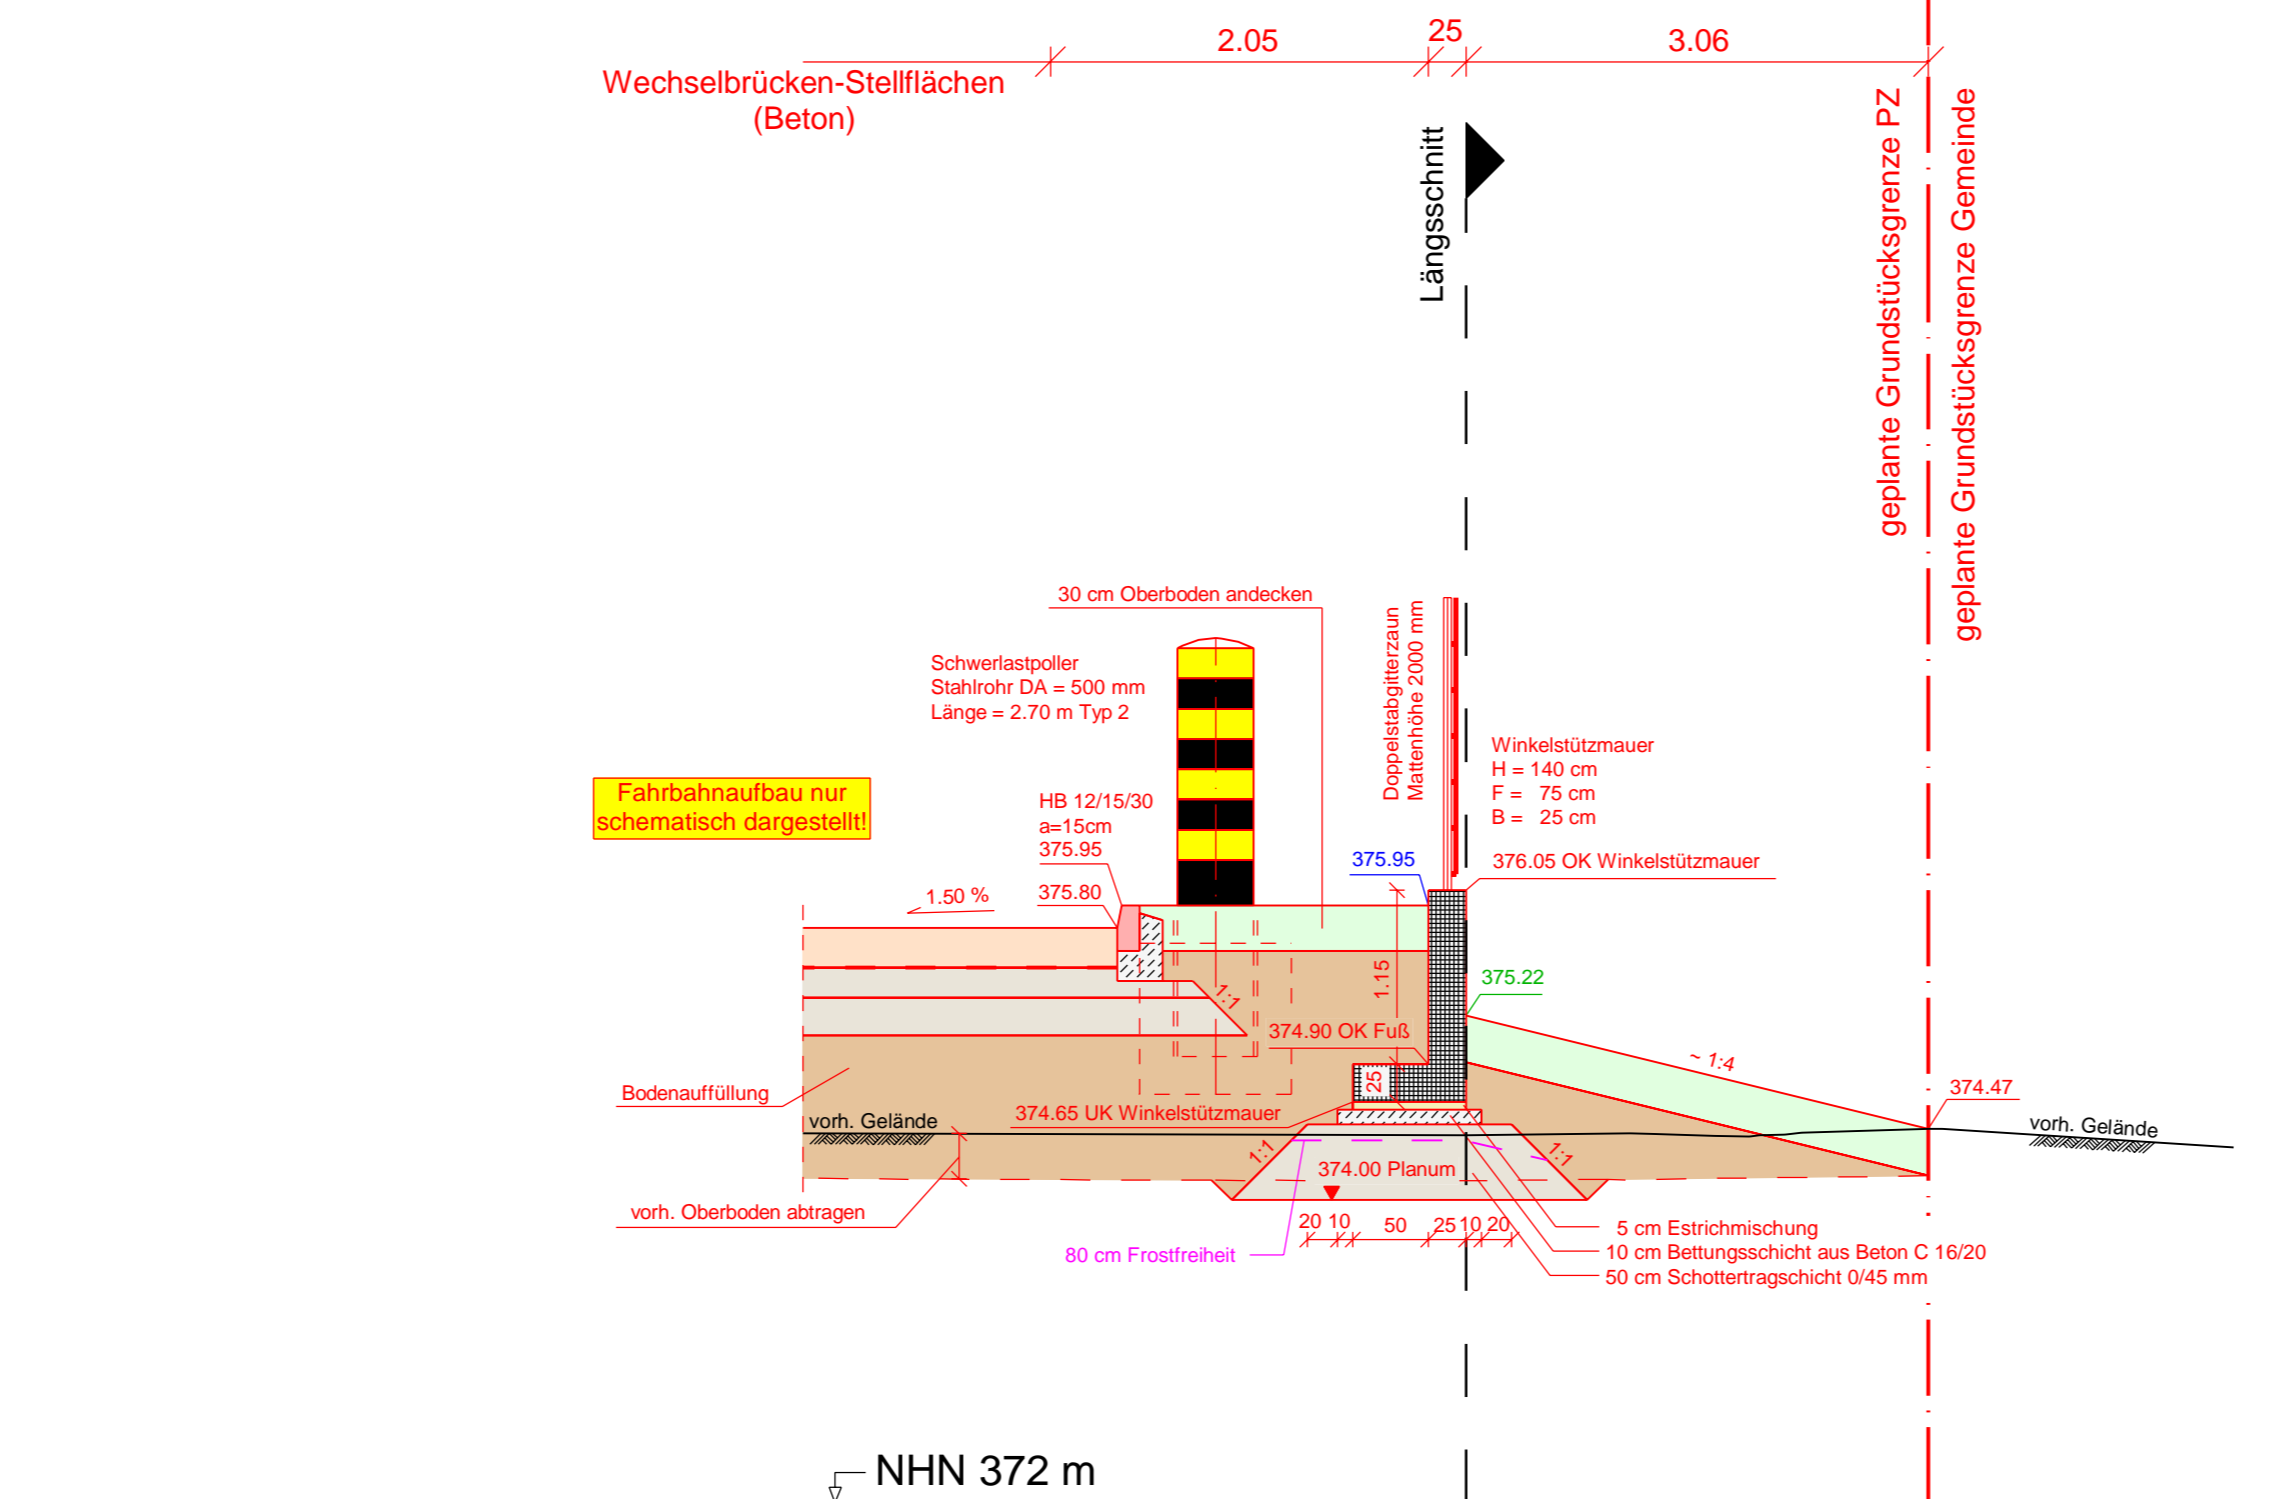 2.05
25
3.06
Wechselbrücken-Stellflächen
(Beton)
Längsschnitt
geplante Grundstücksgrenze PZ
geplante Grundstücksgrenze Gemeinde
30 cm Oberboden andecken
Schwerlastpoller
Stahlrohr DA = 500 mm
Länge = 2.70 m Typ 2
Doppelstabgitterzaun
Mattenhöhe 2000 mm
Winkelstützmauer
H = 140 cm
F = 75 cm
B = 25 cm
Fahrbahnaufbau nur
schematisch dargestellt!
HB 12/15/30
a=15cm
375.95
375.80
375.95
376.05 OK Winkelstützmauer
1.50 %
1.15
1:1
375.22
374.90 OK Fuß
~ 1:4
25
374.47
Bodenauffüllung
374.65 UK Winkelstützmauer
vorh. Gelände
vorh. Gelände
1:1
1:1
374.00 Planum
vorh. Oberboden abtragen
20 10 50 25 10 20
80 cm Frostfreiheit
5 cm Estrichmischung
10 cm Bettungsschicht aus Beton C 16/20
50 cm Schottertragschicht 0/45 mm
NHN 372 m